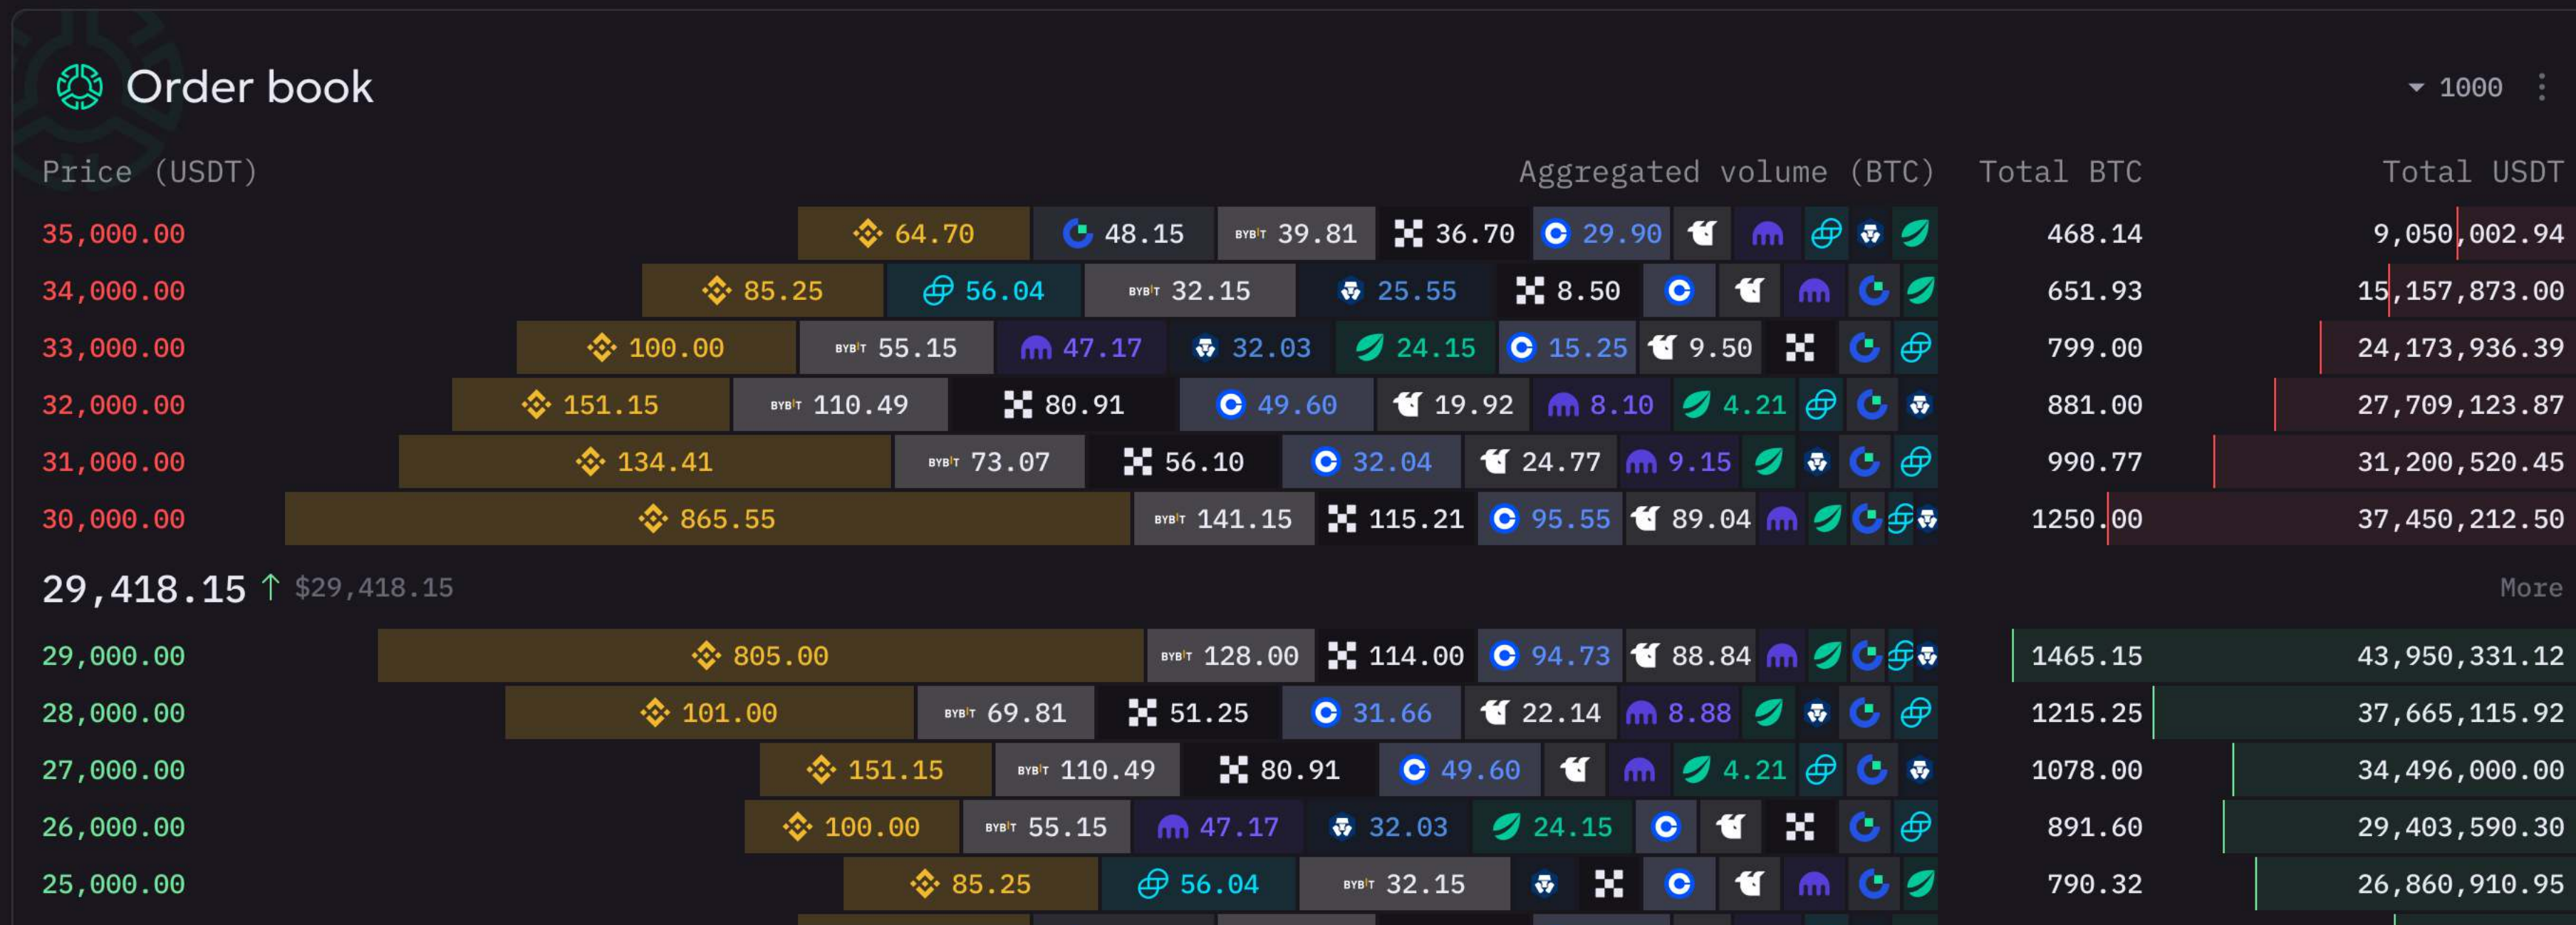 Order book
1000
Price (USDT) Aggregated volume (BTC) Total BTC Total USDT
35,000.00 64.70 48.15 BYBIT 39.81 36.70 29.90 468.14 9,050,002.94
34,000.00 85.25 56.04 BYBIT 32.15 25.55 8.50 651.93 15,157,873.00
33,000.00 100.00 BYBIT 55.15 47.17 32.03 24.15 15.25 9.50 799.00 24,173,936.39
32,000.00 151.15 BYBIT 110.49 80.91 49.60 19.92 8.10 4.21 881.00 27,709,123.87
31,000.00 134.41 BYBIT 73.07 56.10 32.04 24.77 9.15 990.77 31,200,520.45
30,000.00 865.55 BYBIT 141.15 115.21 95.55 89.04 1250.00 37,450,212.50
29,418.15 ↑ $29,418.15 More
29,000.00 805.00 BYBIT 128.00 114.00 94.73 88.84 1465.15 43,950,331.12
28,000.00 101.00 BYBIT 69.81 51.25 31.66 22.14 8.88 1215.25 37,665,115.92
27,000.00 151.15 BYBIT 110.49 80.91 49.60 4.21 1078.00 34,496,000.00
26,000.00 100.00 BYBIT 55.15 47.17 32.03 24.15 891.60 29,403,590.30
25,000.00 85.25 56.04 BYBIT 32.15 790.32 26,860,910.95